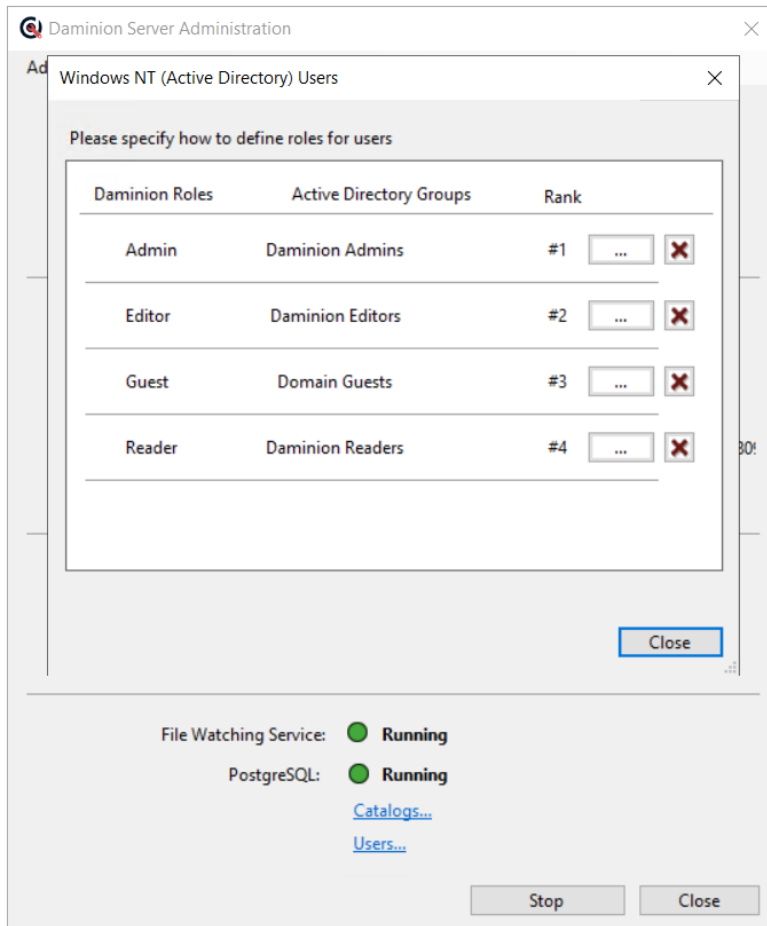 Daminion Server Administration
Ad
Windows NT (Active Directory) Users
Please specify how to define roles for users
Daminion Roles Active Directory Groups Rank
Admin Daminion Admins #1 ...
Editor Daminion Editors #2 ...
Guest Domain Guests #3 ...
Reader Daminion Readers #4 ...
Close
File Watching Service: Running
PostgreSQL: Running
Catalogs...
Users...
Stop Close